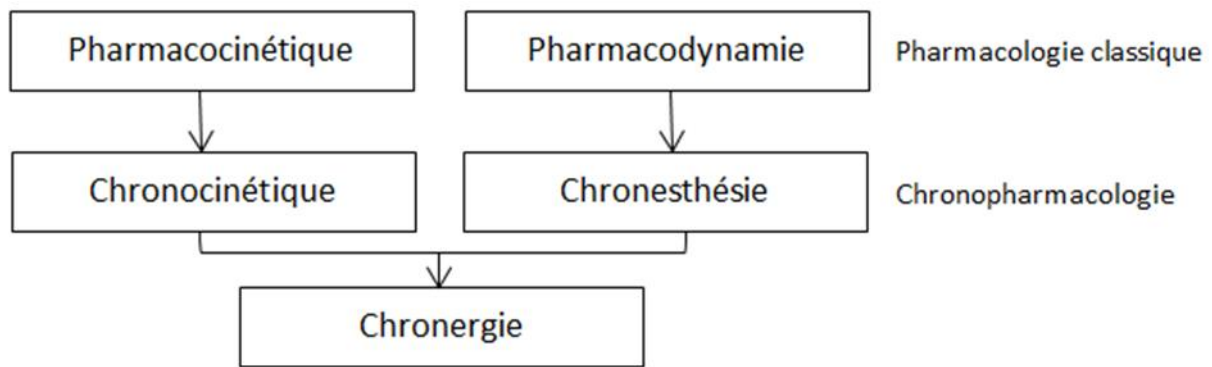 Pharmacocinétique
Pharmacodynamie
Pharmacologie classique
Chronocinétique
Chronesthésie
Chronopharmacologie
Chronergie